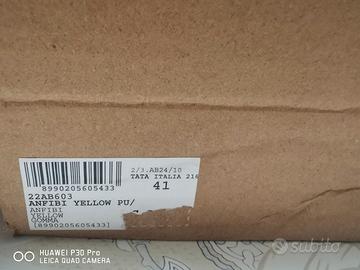 2/3.AB24/10
TATA ITALIA 216
41
8990205605433
22AB603
ANFIBI YELLOW PU/
ANFIBI
YELLOW
GOMMA
[8990205605433]
HUAWEI P30 Pro
LEICA QUAD CAMERA
subito